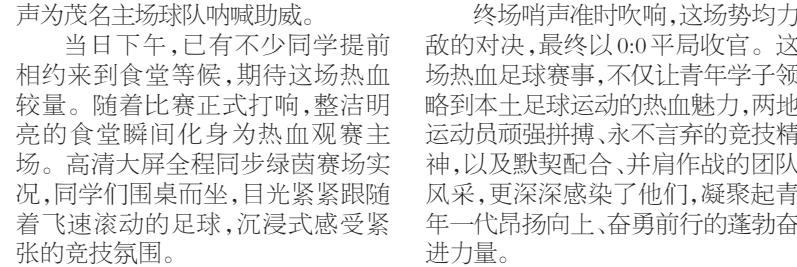 声为茂名主场球队呐喊助威。
当日下午,已有不少同学提前
相约来到食堂等候,期待这场热血
较量。随着比赛正式打响,整洁明
亮的食堂瞬间化身为热血观赛主
场。高清大屏全程同步绿茵赛场实
况,同学们围桌而坐,目光紧紧跟随
着飞速滚动的足球,沉浸式感受紧
张的竞技氛围。
终场哨声准时吹响,这场势均力
敌的对决,最终以0:0平局收官。这
场热血足球赛事,不仅让青年学子领
略到本土足球运动的热血魅力,两地
运动员顽强拼搏、永不言弃的竞技精
神,以及默契配合、并肩作战的团队
风采,更深深感染了他们,凝聚起青
年一代昂扬向上、奋勇前行的蓬勃奋
进力量。